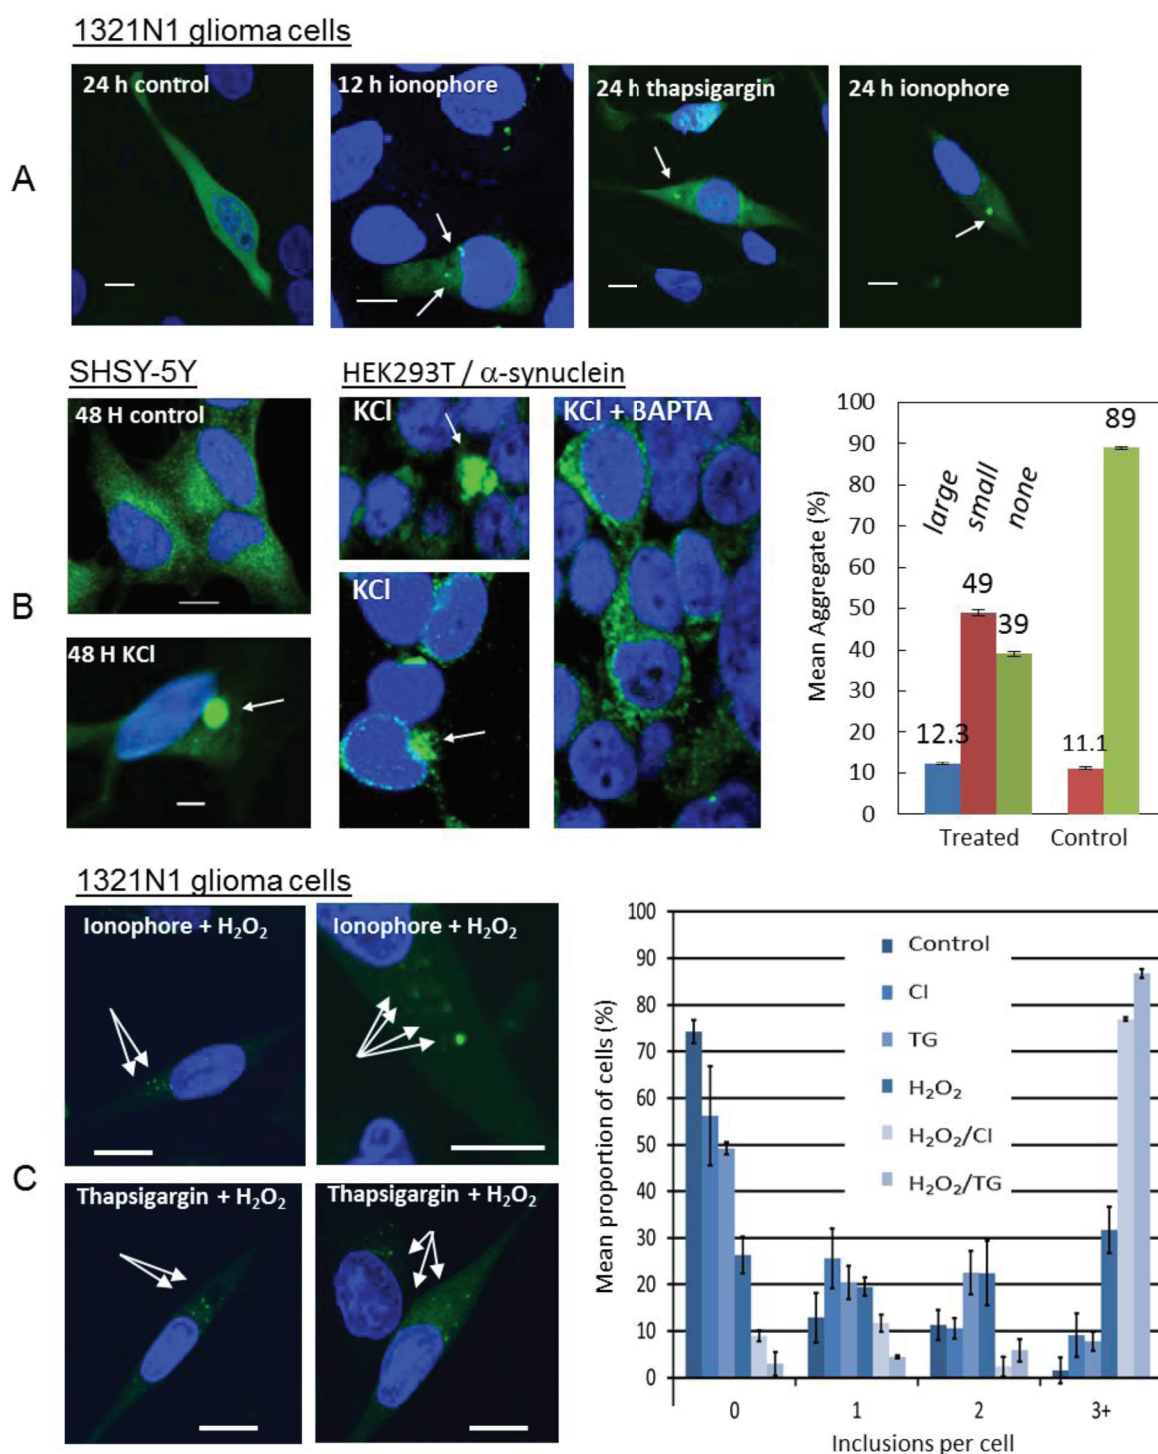 1321N1 glioma cells
A
24 h control
12 h ionophore
24 h thapsigargin
24 h ionophore
SHSY-5Y
HEK293T / α-synuclein
B
48 H control
48 H KCl
KCl
KCl
KCl + BAPTA
Mean Aggregate (%)
100
90
80
70
60
50
40
30
20
10
0
large
small
none
12.3
49
39
11.1
89
Treated
Control
1321N1 glioma cells
C
Ionophore + H₂O₂
Ionophore + H₂O₂
Thapsigargin + H₂O₂
Thapsigargin + H₂O₂
Mean proportion of cells (%)
100
90
80
70
60
50
40
30
20
10
0
Control
CI
TG
H₂O₂
H₂O₂/CI
H₂O₂/TG
0
1
2
3+
Inclusions per cell